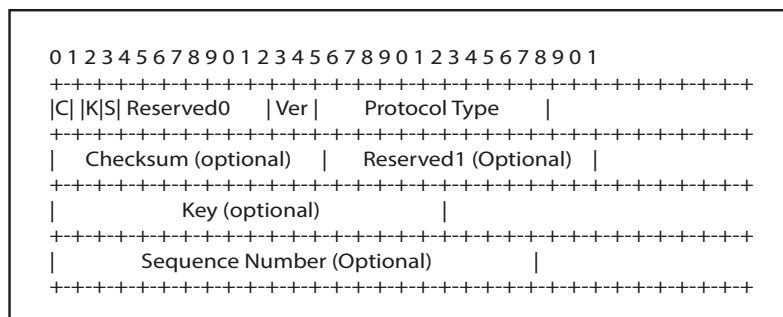 0 1 2 3 4 5 6 7 8 9 0 1 2 3 4 5 6 7 8 9 0 1 2 3 4 5 6 7 8 9 0 1
+-+-+-+-+-+-+-+-+-+-+-+-+-+-+-+-+-+-+-+-+-+-+-+-+-+-+-+-+-+-+-+-+
|C| |K|S| Reserved0 | Ver | Protocol Type |
+-+-+-+-+-+-+-+-+-+-+-+-+-+-+-+-+-+-+-+-+-+-+-+-+-+-+-+-+-+-+-+-+
| Checksum (optional) | Reserved1 (Optional) |
+-+-+-+-+-+-+-+-+-+-+-+-+-+-+-+-+-+-+-+-+-+-+-+-+-+-+-+-+-+-+-+-+
| Key (optional) |
+-+-+-+-+-+-+-+-+-+-+-+-+-+-+-+-+-+-+-+-+-+-+-+-+-+-+-+-+-+-+-+-+
| Sequence Number (Optional) |
+-+-+-+-+-+-+-+-+-+-+-+-+-+-+-+-+-+-+-+-+-+-+-+-+-+-+-+-+-+-+-+-+